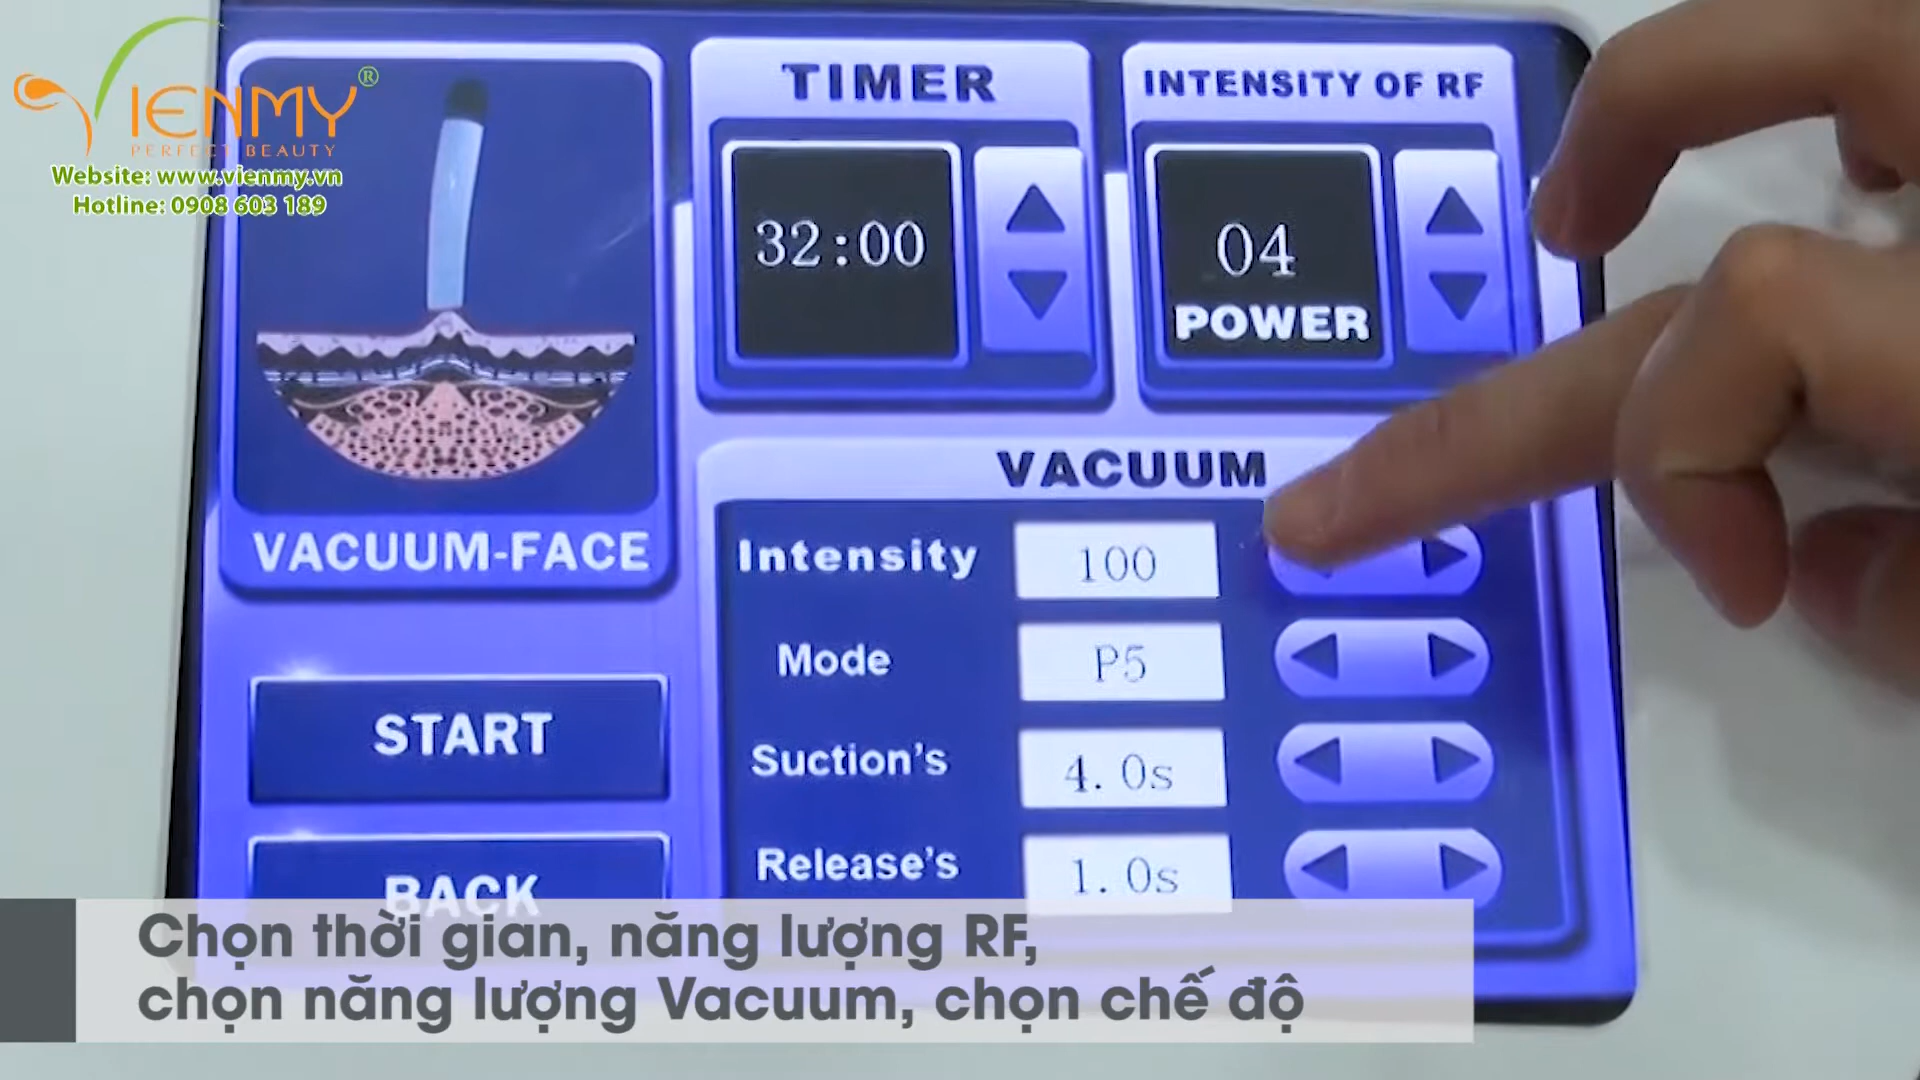 VIENMY®
PERFECT BEAUTY
Website: www.vienmy.vn
Hotline: 0908 603 189
VACUUM-FACE
START
BACK
TIMER
32:00
INTENSITY OF RF
04
POWER
VACUUM
Intensity 100
Mode P5
Suction's 4.0s
Release's 1.0s
Chọn thời gian, năng lượng RF,
chọn năng lượng Vacuum, chọn chế độ